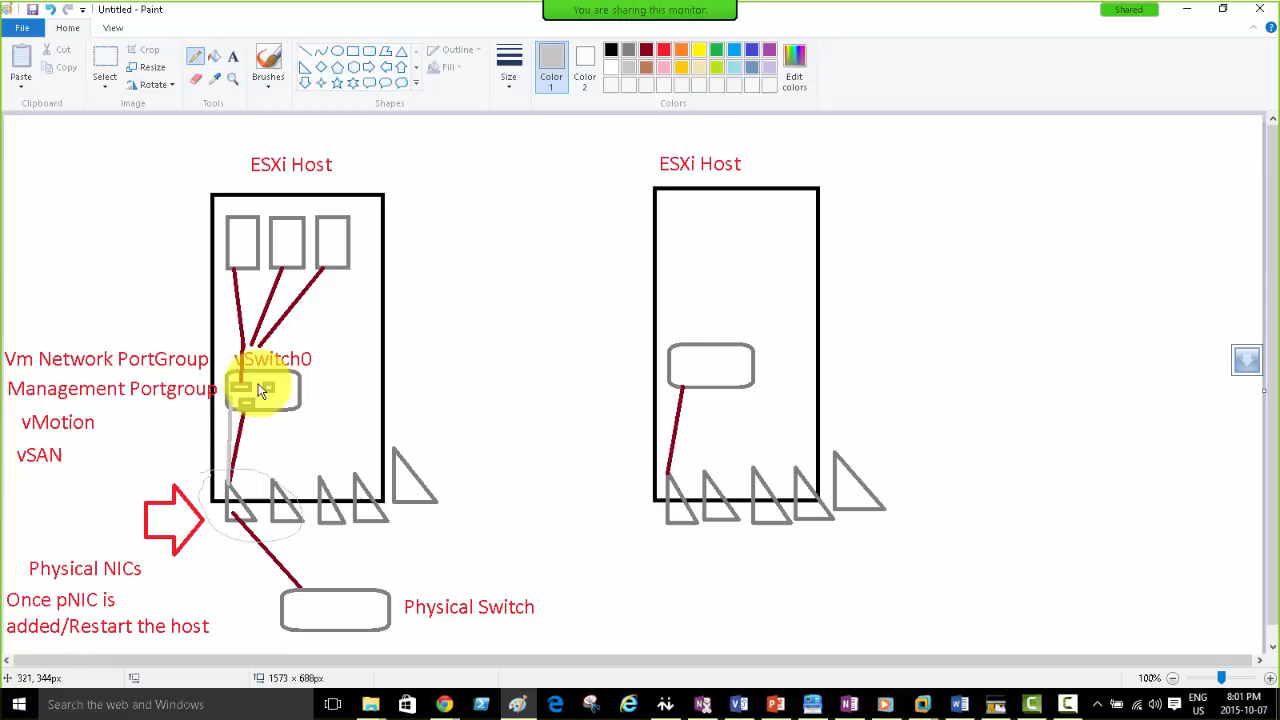 Untitled - Paint
You are sharing this monitor.
Shared
File
Home
View
Paste
Cut
Copy
Clipboard
Select
Crop
Resize
Rotate
Image
A
Tools
Brushes
Outline
Fill
Shapes
Size
Color 1
Color 2
Edit colors
Colors
ESXi Host
ESXi Host
Vm Network PortGroup
vSwitch0
Management Portgroup
vMotion
vSAN
Physical NICs
Once pNIC is
added/Restart the host
Physical Switch
321, 344px
1573 × 688px
100%
Search the web and Windows
ENG
US
8:01 PM
2015-10-07